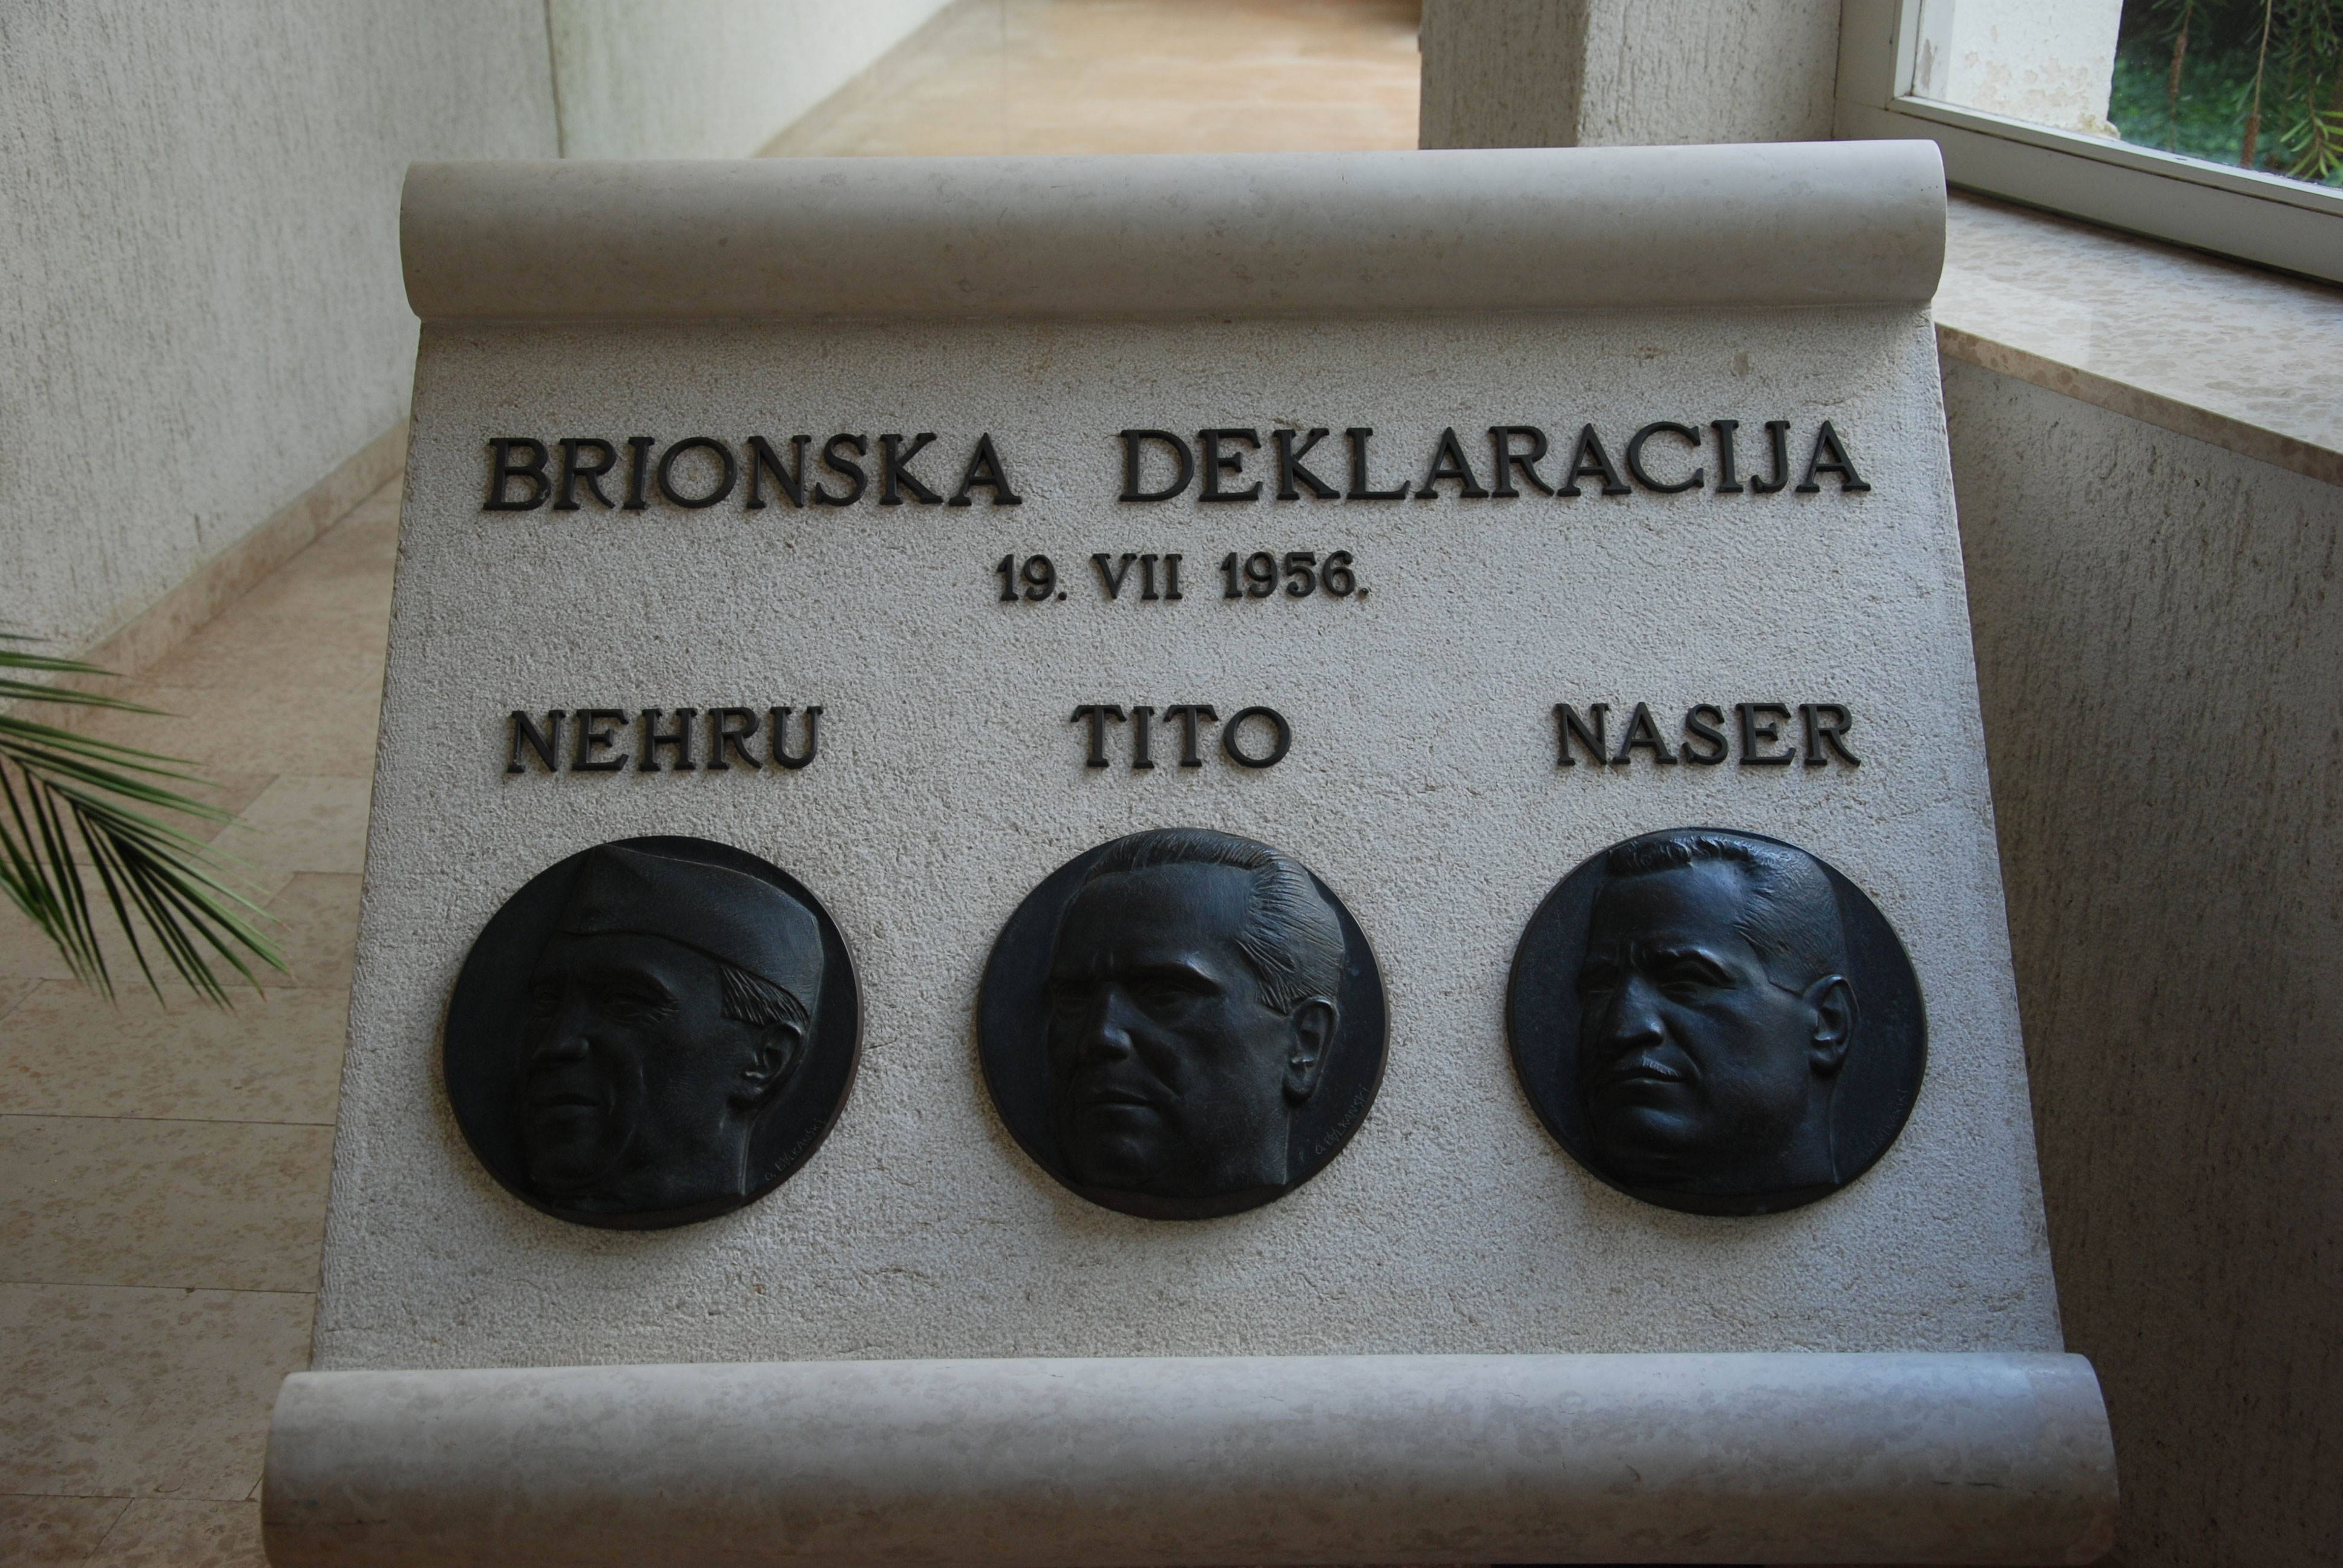 BRIONSKA DEKLARACIJA
19. VII 1956.
NEHRU TITO NASER